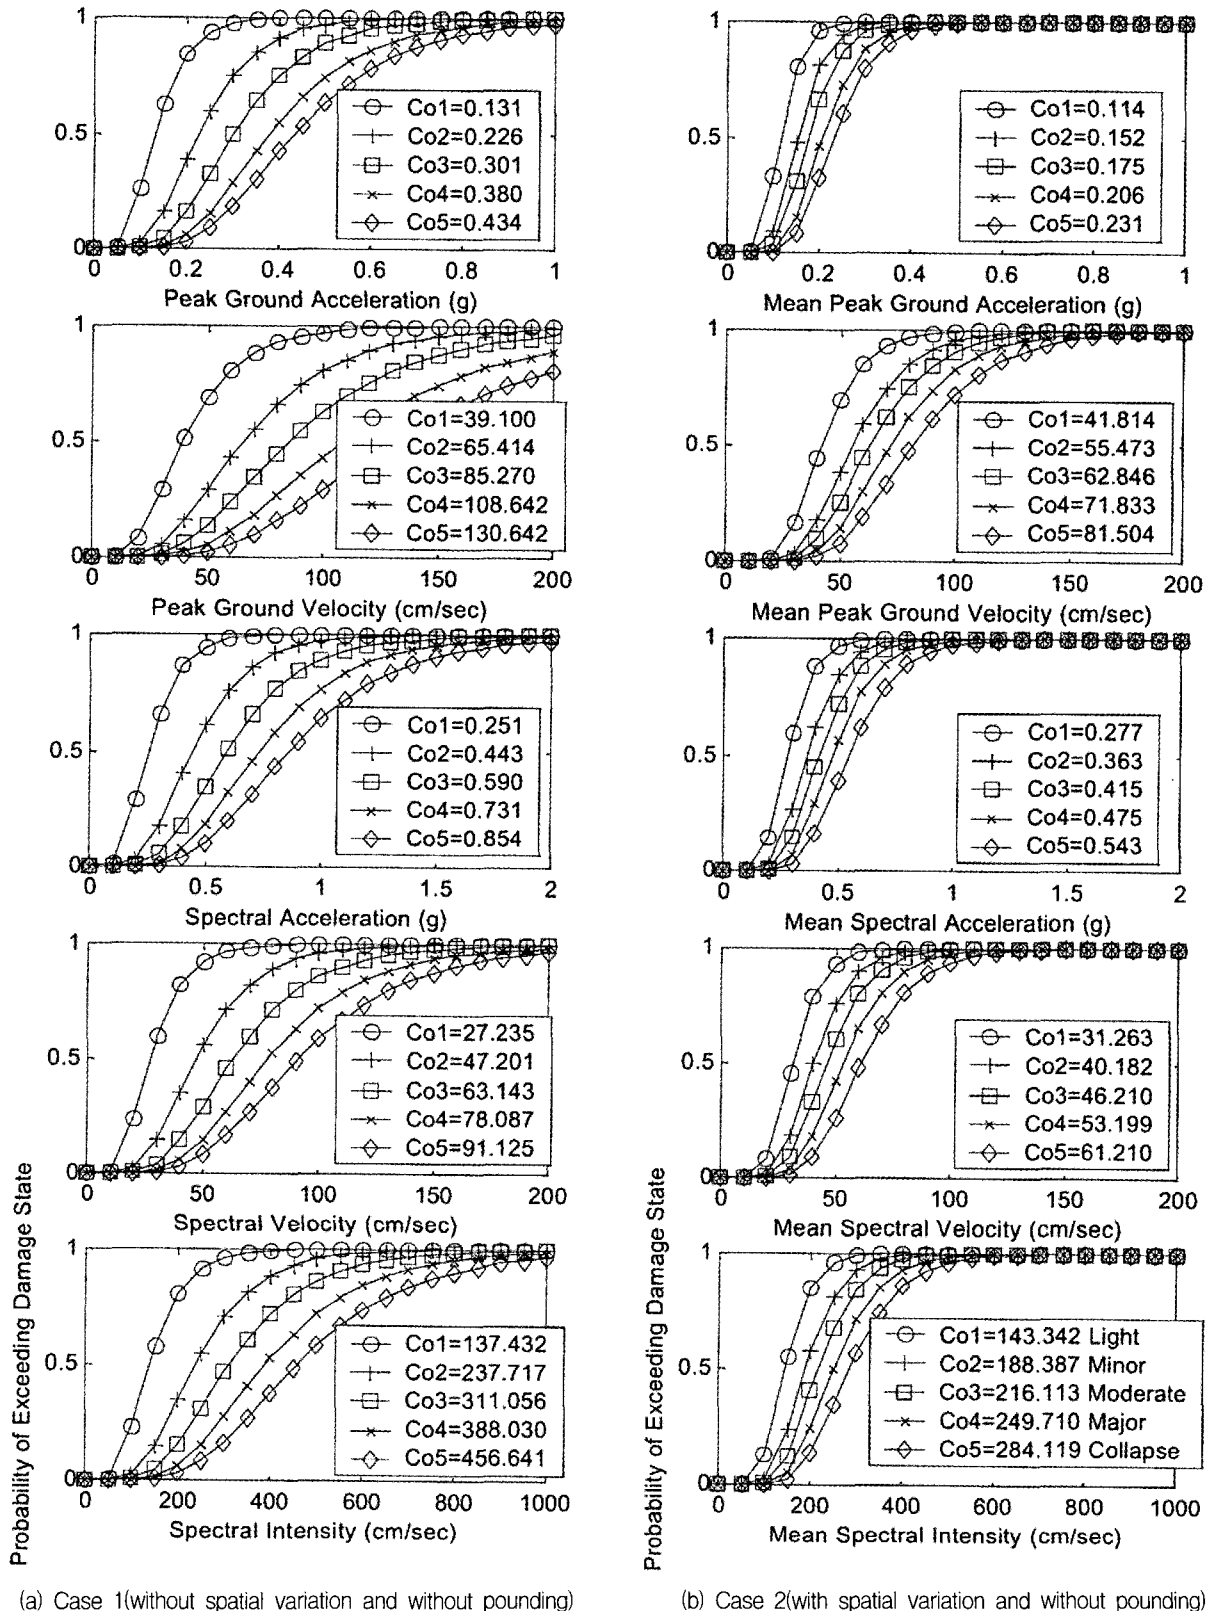 1
0.5
0
Co1=0.131
Co2=0.226
Co3=0.301
Co4=0.380
Co5=0.434
0 0.2 0.4 0.6 0.8 1
Peak Ground Acceleration (g)
1
0.5
0
Co1=39.100
Co2=65.414
Co3=85.270
Co4=108.642
Co5=130.642
0 50 100 150 200
Peak Ground Velocity (cm/sec)
1
0.5
0
Co1=0.251
Co2=0.443
Co3=0.590
Co4=0.731
Co5=0.854
0 0.5 1 1.5 2
Spectral Acceleration (g)
1
0.5
0
Co1=27.235
Co2=47.201
Co3=63.143
Co4=78.087
Co5=91.125
0 50 100 150 200
Spectral Velocity (cm/sec)
1
0.5
0
Co1=137.432
Co2=237.717
Co3=311.056
Co4=388.030
Co5=456.641
0 200 400 600 800 1000
Spectral Intensity (cm/sec)
Probability of Exceeding Damage State
(a) Case 1(without spatial variation and without pounding)
1
0.5
0
Co1=0.114
Co2=0.152
Co3=0.175
Co4=0.206
Co5=0.231
0 0.2 0.4 0.6 0.8 1
Mean Peak Ground Acceleration (g)
1
0.5
0
Co1=41.814
Co2=55.473
Co3=62.846
Co4=71.833
Co5=81.504
0 50 100 150 200
Mean Peak Ground Velocity (cm/sec)
1
0.5
0
Co1=0.277
Co2=0.363
Co3=0.415
Co4=0.475
Co5=0.543
0 0.5 1 1.5 2
Mean Spectral Acceleration (g)
1
0.5
0
Co1=31.263
Co2=40.182
Co3=46.210
Co4=53.199
Co5=61.210
0 50 100 150 200
Mean Spectral Velocity (cm/sec)
1
0.5
0
Co1=143.342 Light
Co2=188.387 Minor
Co3=216.113 Moderate
Co4=249.710 Major
Co5=284.119 Collapse
0 200 400 600 800 1000
Mean Spectral Intensity (cm/sec)
Probability of Exceeding Damage State
(b) Case 2(with spatial variation and without pounding)